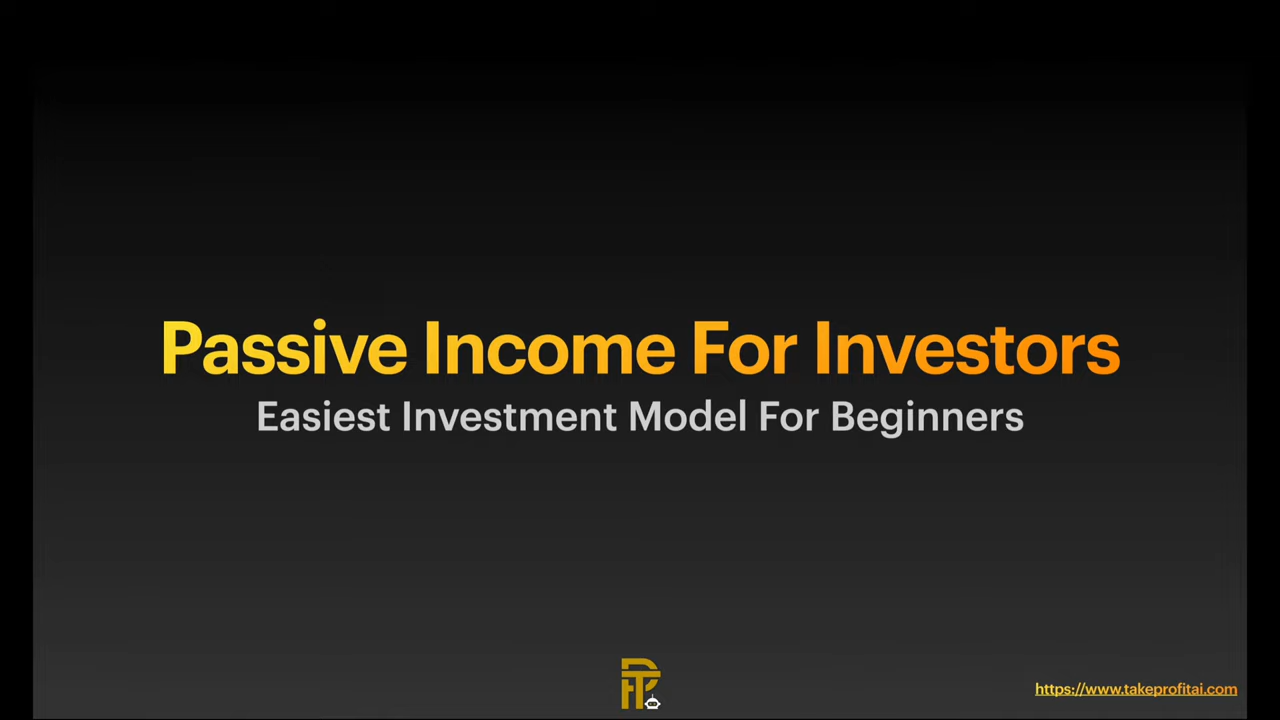 Passive Income For Investors
Easiest Investment Model For Beginners
https://www.takeprofitai.com